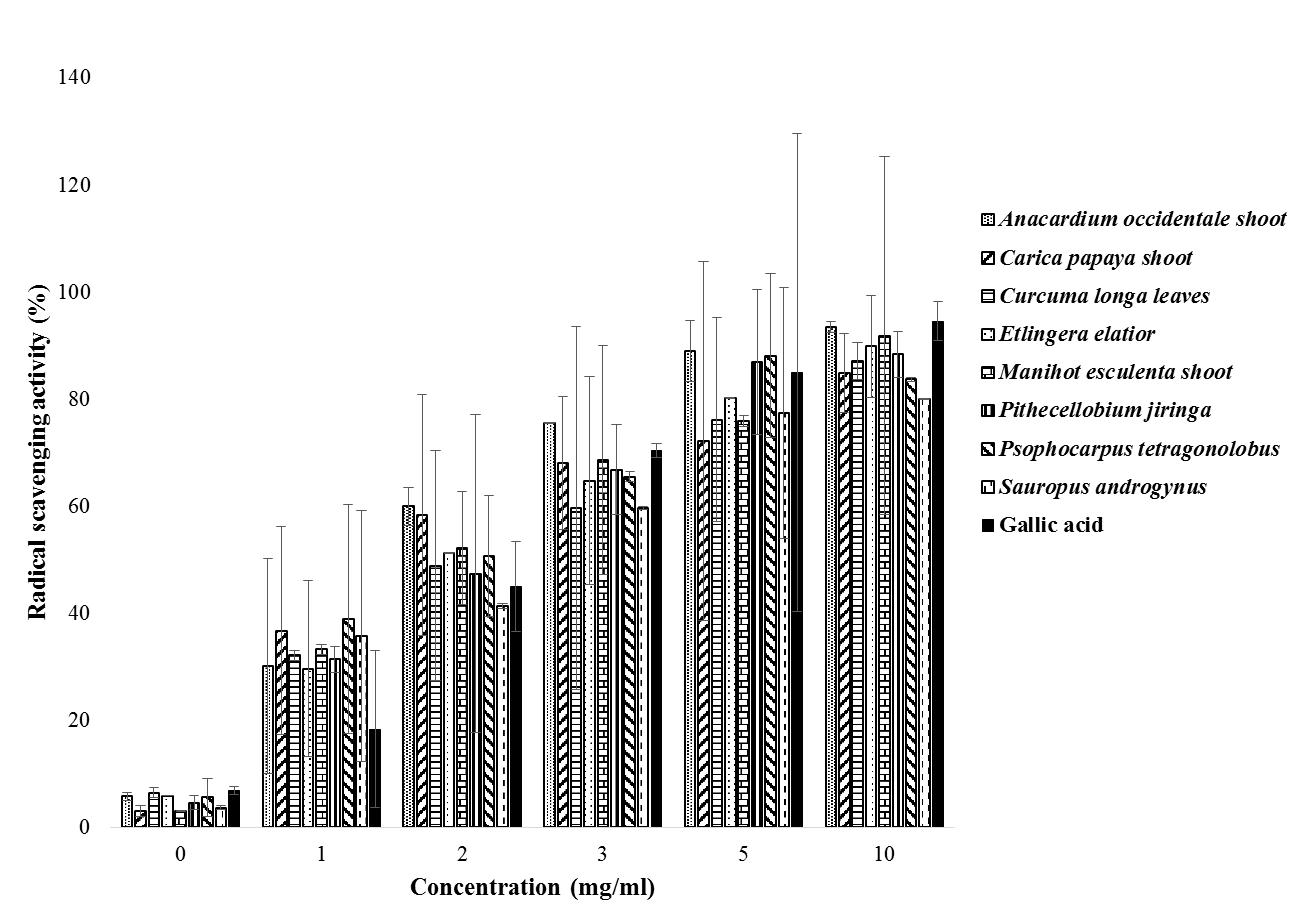 140
120
100
80
60
40
20
0
Radical scavenging activity (%)
0 1 2 3 5 10
Concentration (mg/ml)
Anacardium occidentale shoot
Carica papaya shoot
Curcuma longa leaves
Etlingera elatior
Manihot esculenta shoot
Pithecellobium jiringa
Psophocarpus tetragonolobus
Sauropus androgynus
Gallic acid